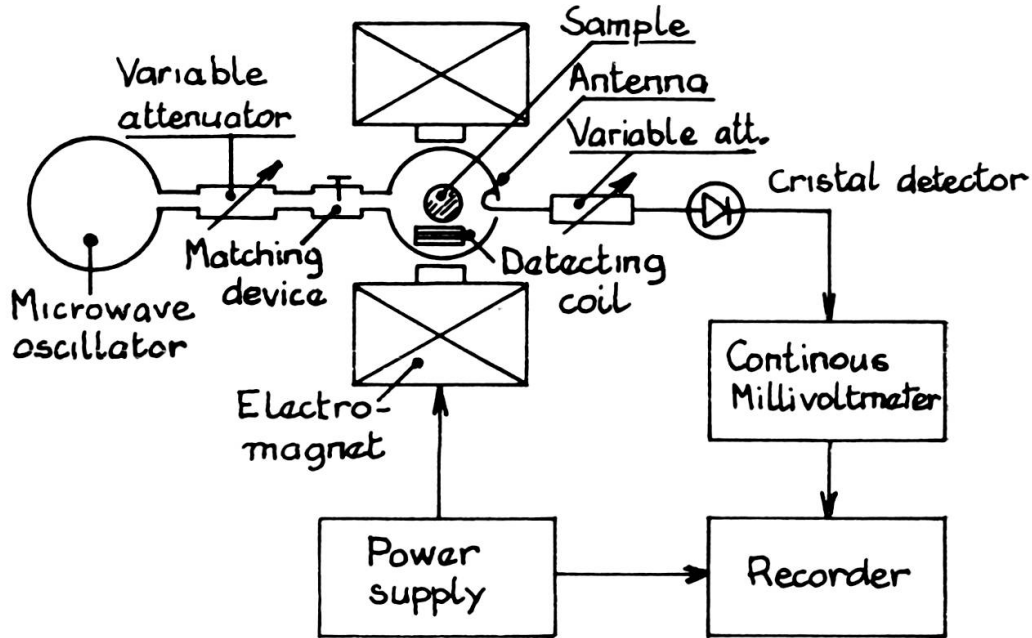 Sample
Variable
attenuator
Antenna
Variable att.
Cristal detector
Matching
device
Detecting
coil
Microwave
oscillator
Continous
Millivoltmeter
Electro-
magnet
Power
supply
Recorder